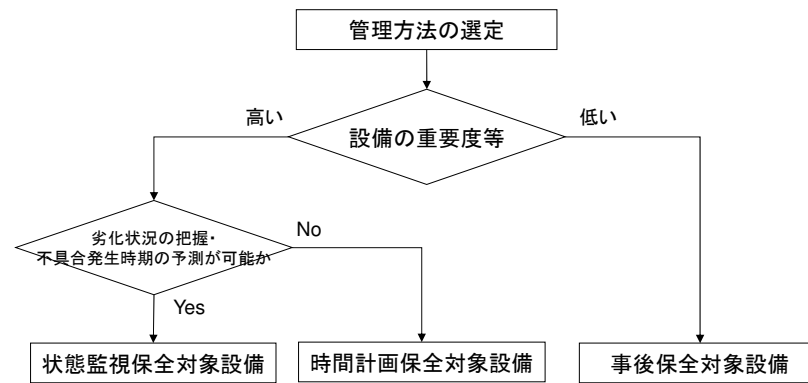 管理方法の選定
高い
低い
設備の重要度等
劣化状況の把握・
不具合発生時期の予測が可能か
No
Yes
状態監視保全対象設備
時間計画保全対象設備
事後保全対象設備